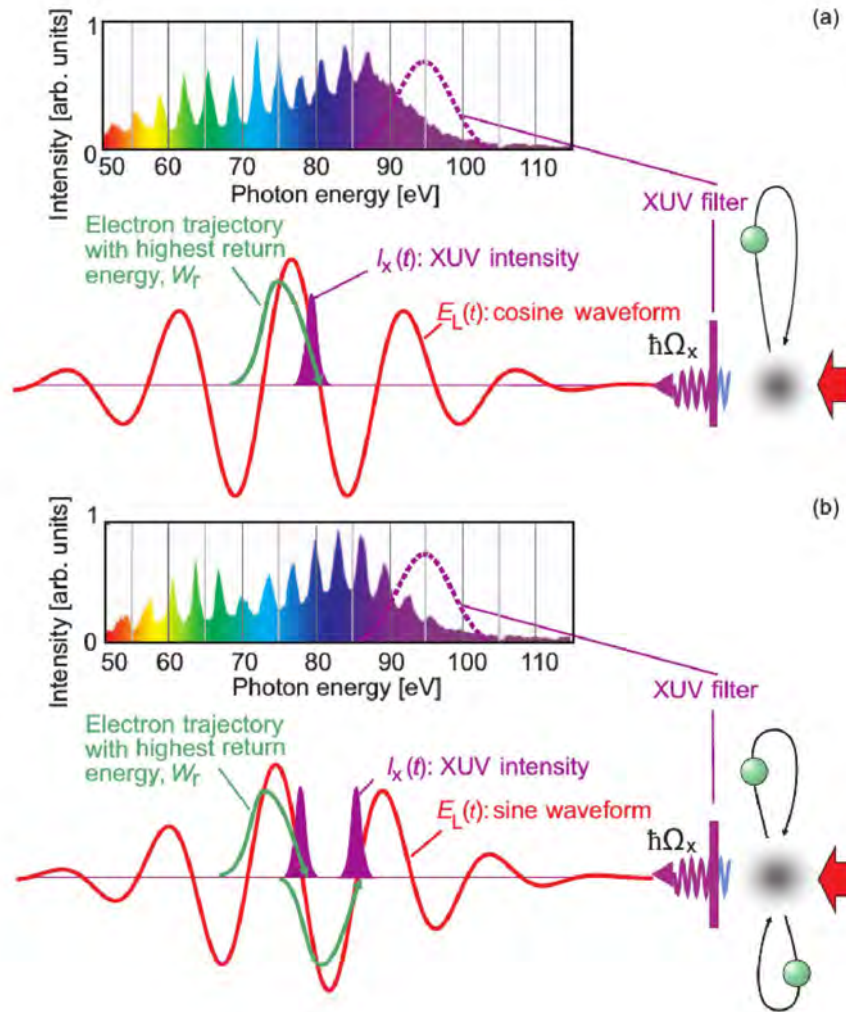 (a)
Intensity [arb. units]
1
0
50 60 70 80 90 100 110
Photon energy [eV]
XUV filter
Electron trajectory
with highest return
energy, Wr
Ix(t): XUV intensity
EL(t): cosine waveform
ħΩx
(b)
Intensity [arb. units]
1
0
50 60 70 80 90 100 110
Photon energy [eV]
XUV filter
Electron trajectory
with highest return
energy, Wr
Ix(t): XUV intensity
EL(t): sine waveform
ħΩx